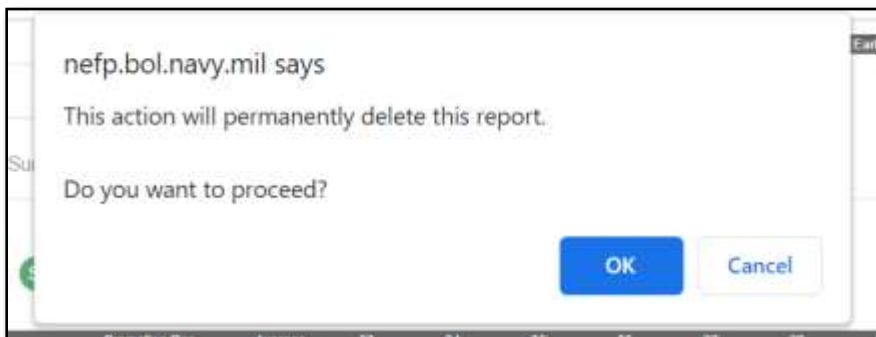 nefp.bol.navy.mil says
This action will permanently delete this report.
Do you want to proceed?
OK Cancel